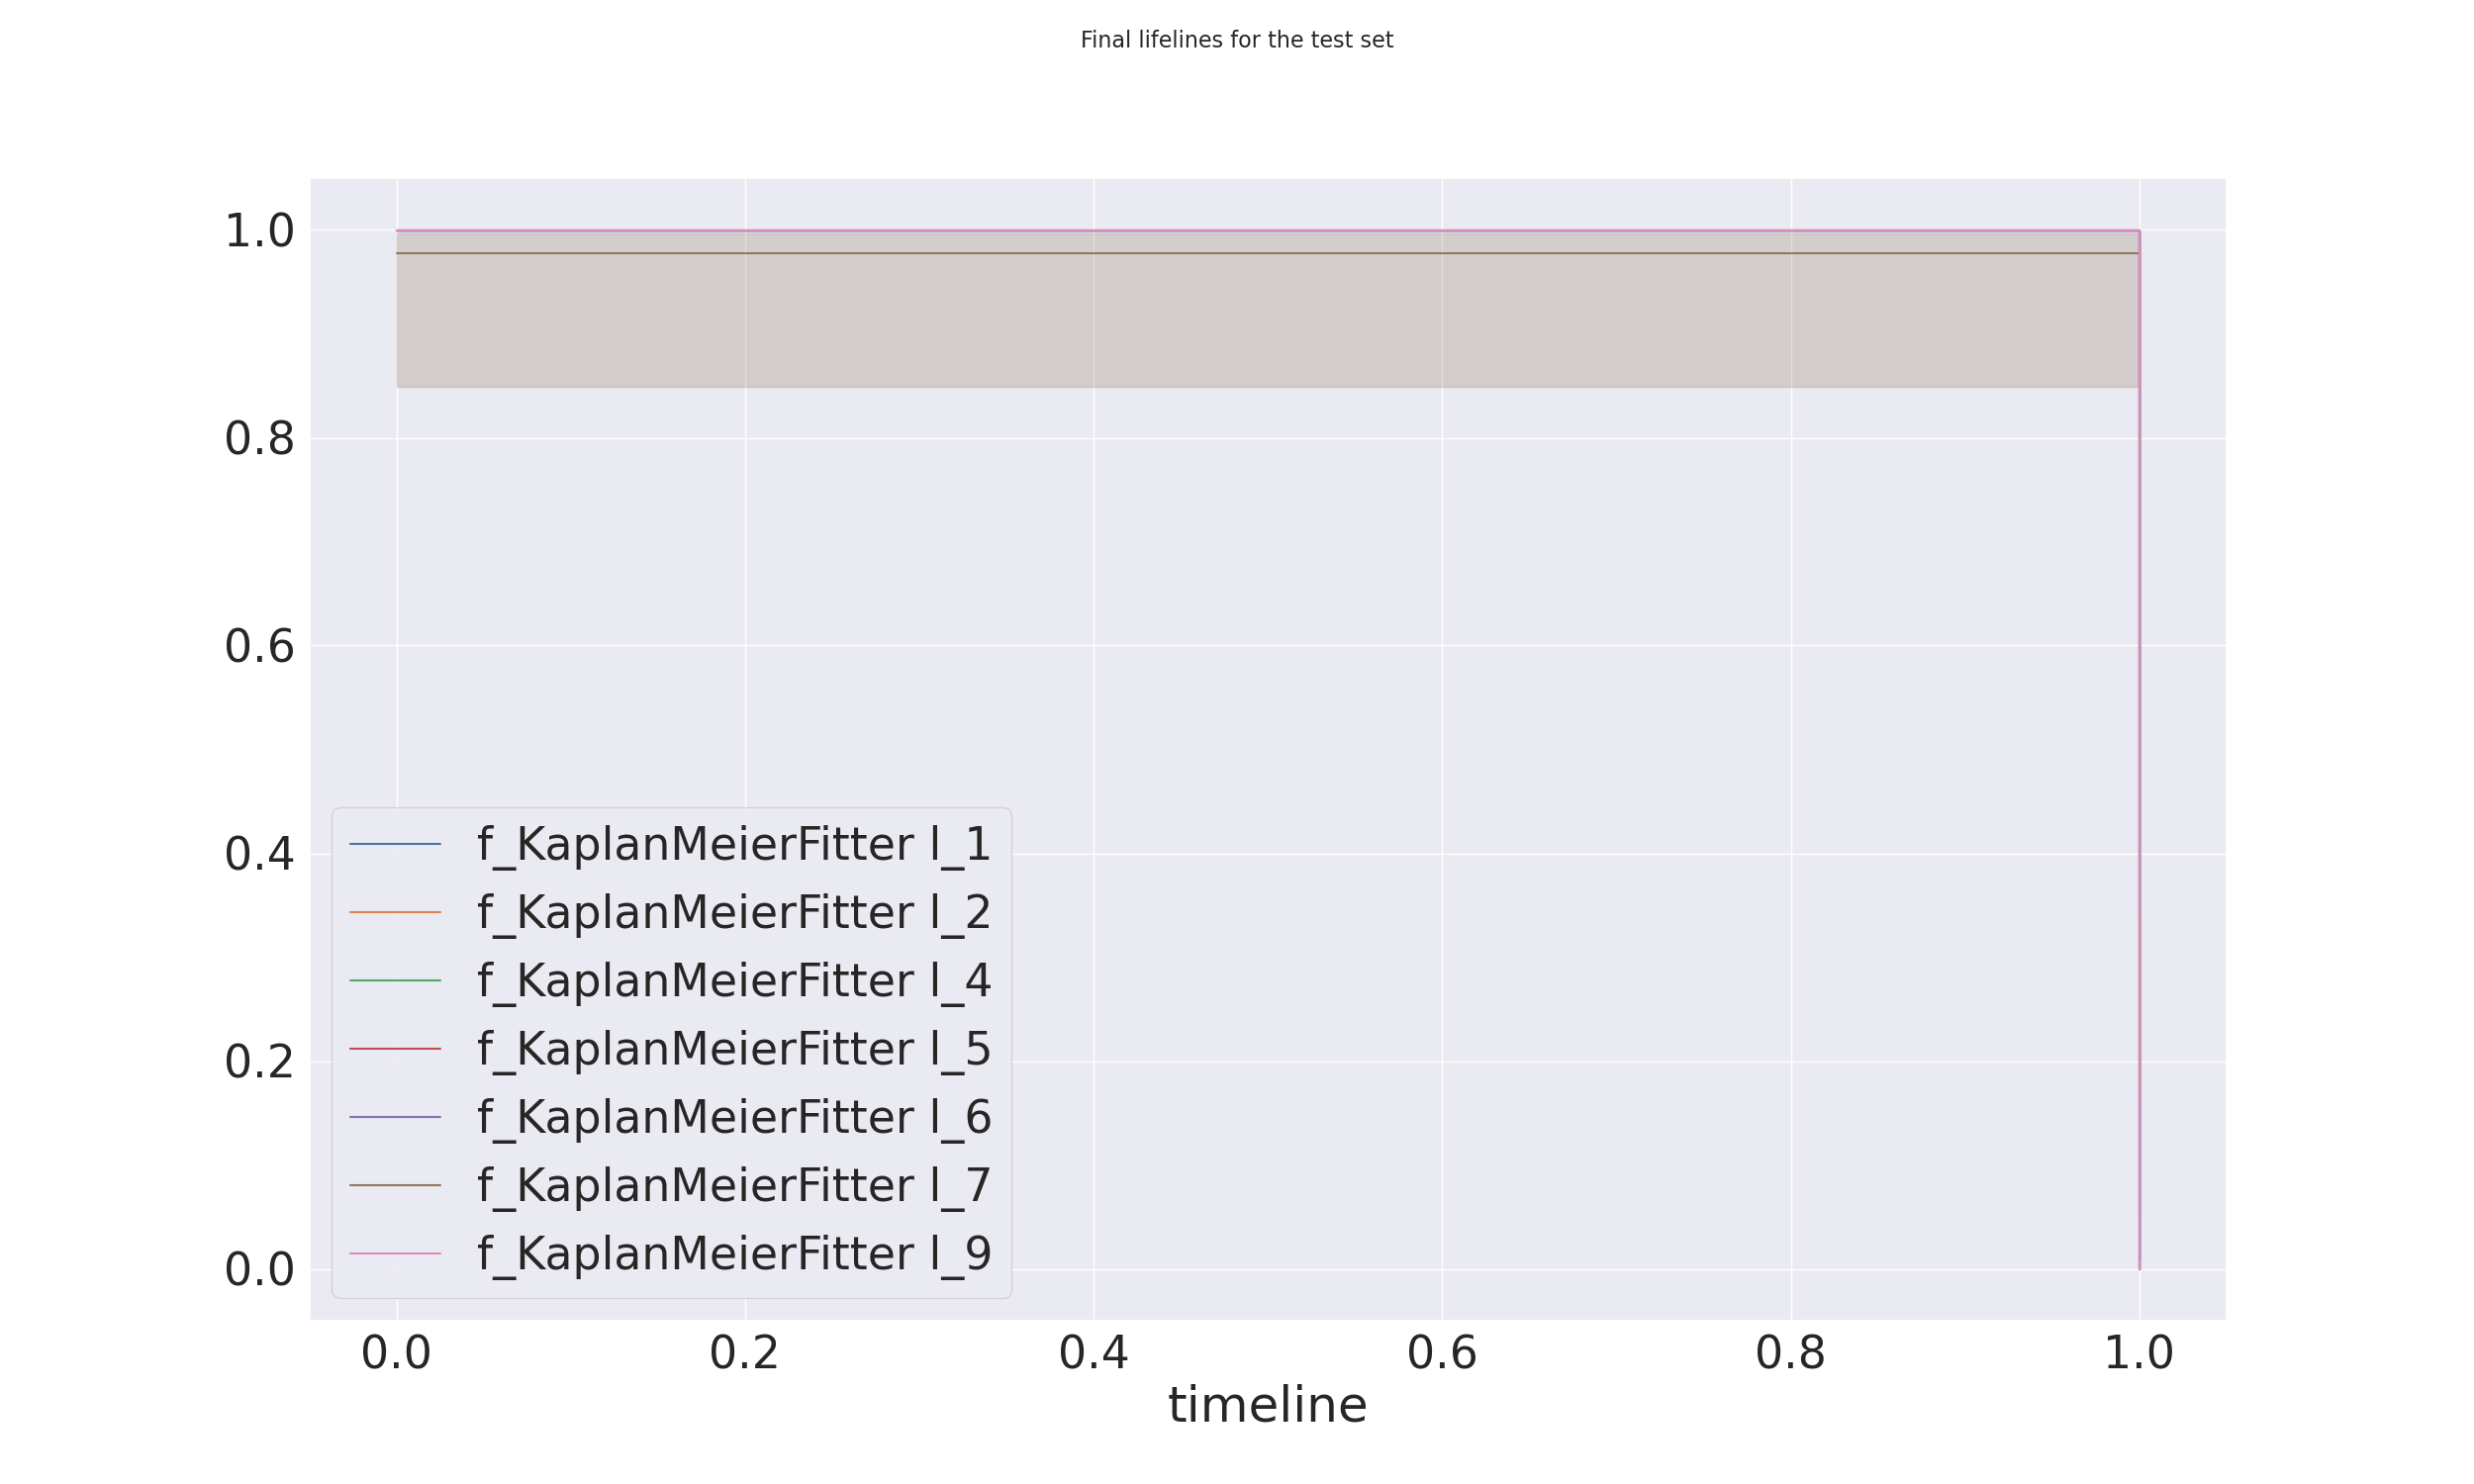 Final lifelines for the test set
1.0
0.8
0.6
0.4
0.2
0.0
f_KaplanMeierFitter l_1
f_KaplanMeierFitter l_2
f_KaplanMeierFitter l_4
f_KaplanMeierFitter l_5
f_KaplanMeierFitter l_6
f_KaplanMeierFitter l_7
f_KaplanMeierFitter l_9
0.0 0.2 0.4 0.6 0.8 1.0
timeline